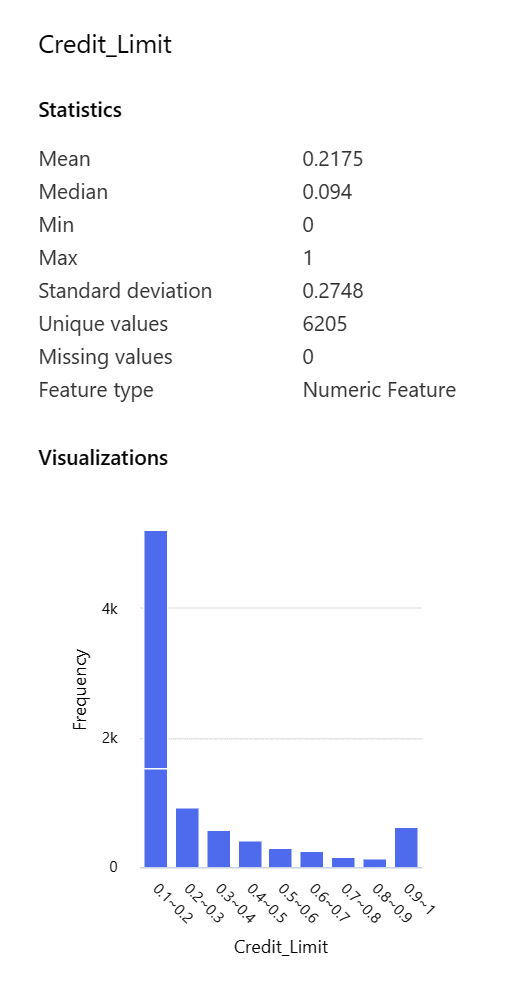 Credit_Limit
Statistics
Mean 0.2175
Median 0.094
Min 0
Max 1
Standard deviation 0.2748
Unique values 6205
Missing values 0
Feature type Numeric Feature
Visualizations
4k
Frequency
2k
0
0.1~0.2 0.2~0.3 0.3~0.4 0.4~0.5 0.5~0.6 0.6~0.7 0.7~0.8 0.8~0.9 0.9~1
Credit_Limit